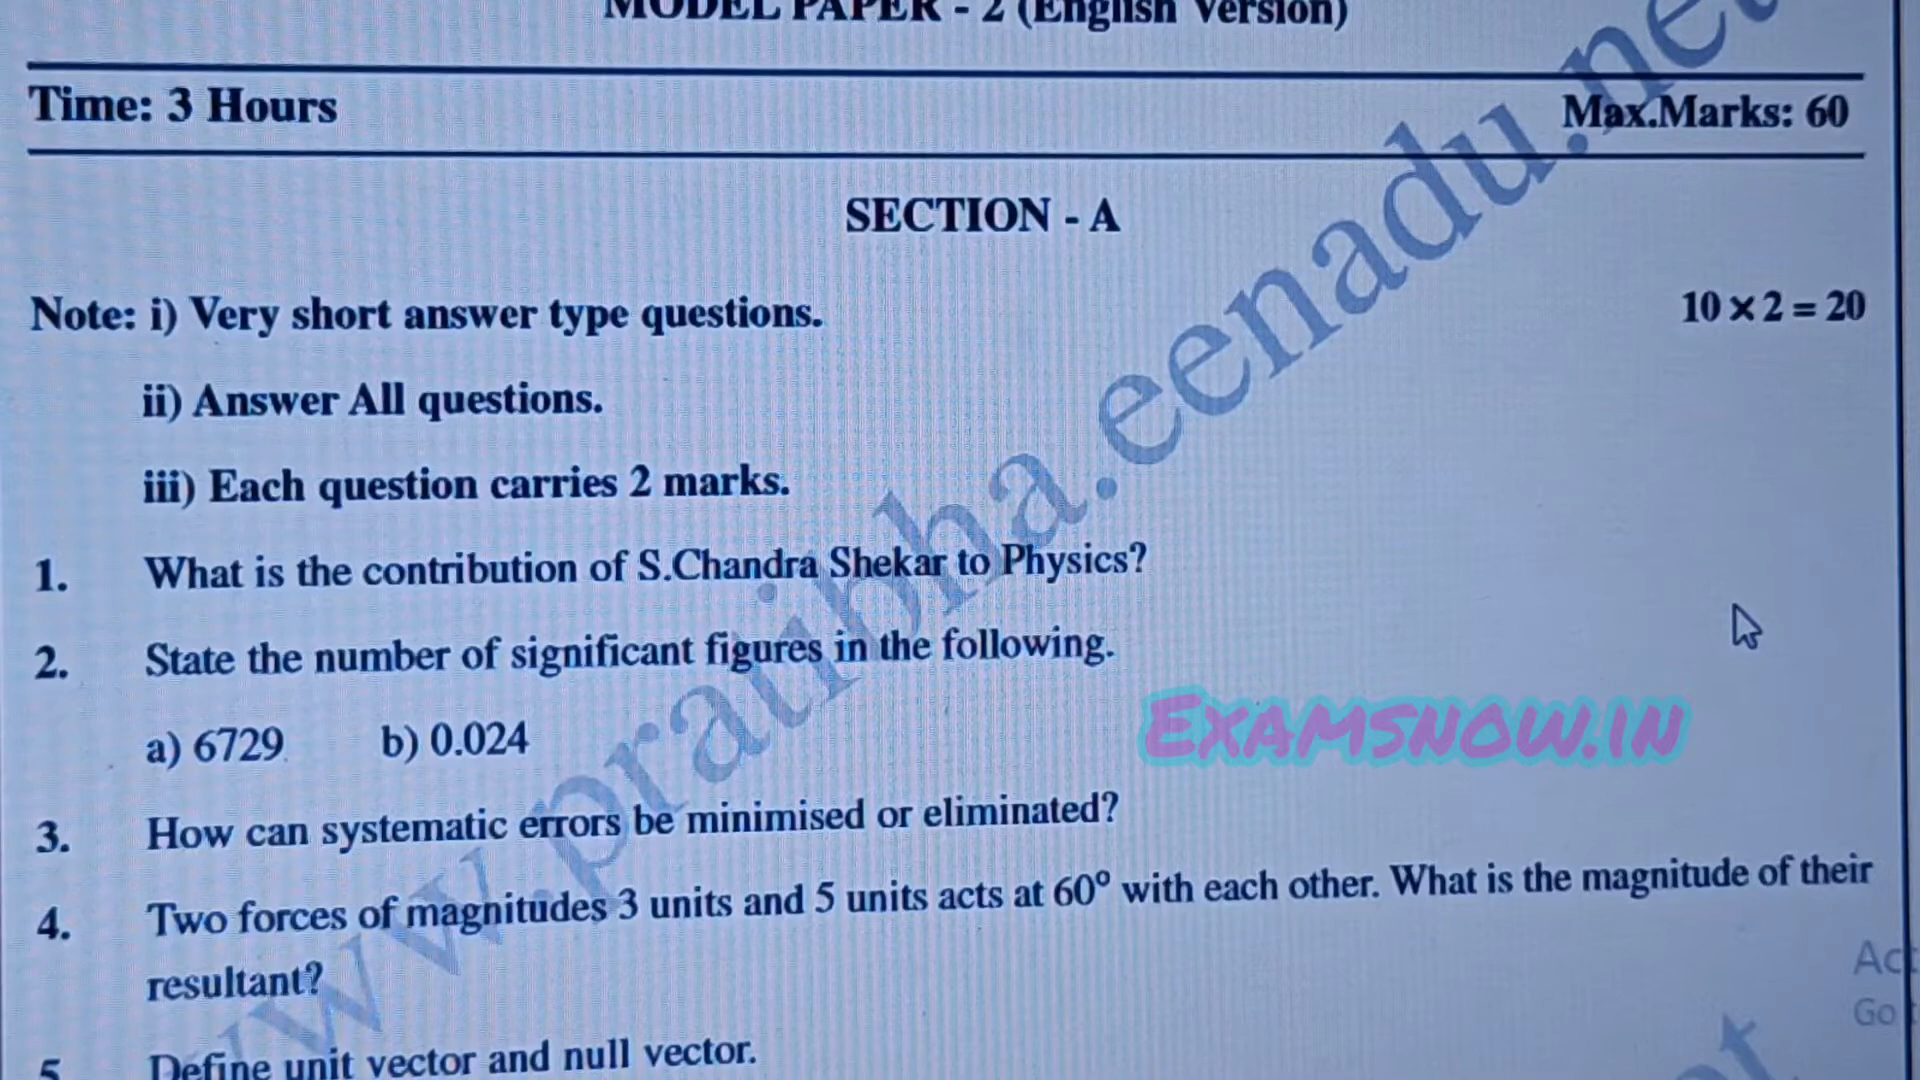 MODEL PAPER - 2 (English Version)
Time: 3 Hours
Max.Marks: 60
SECTION - A
Note: i) Very short answer type questions.
10 × 2 = 20
ii) Answer All questions.
iii) Each question carries 2 marks.
1. What is the contribution of S.Chandra Shekar to Physics?
2. State the number of significant figures in the following.
a) 6729 b) 0.024
EXAMSNOW.IN
3. How can systematic errors be minimised or eliminated?
4. Two forces of magnitudes 3 units and 5 units acts at 60° with each other. What is the magnitude of their
resultant?
5 Define unit vector and null vector.
www.pratibha.eenadu.net
Go